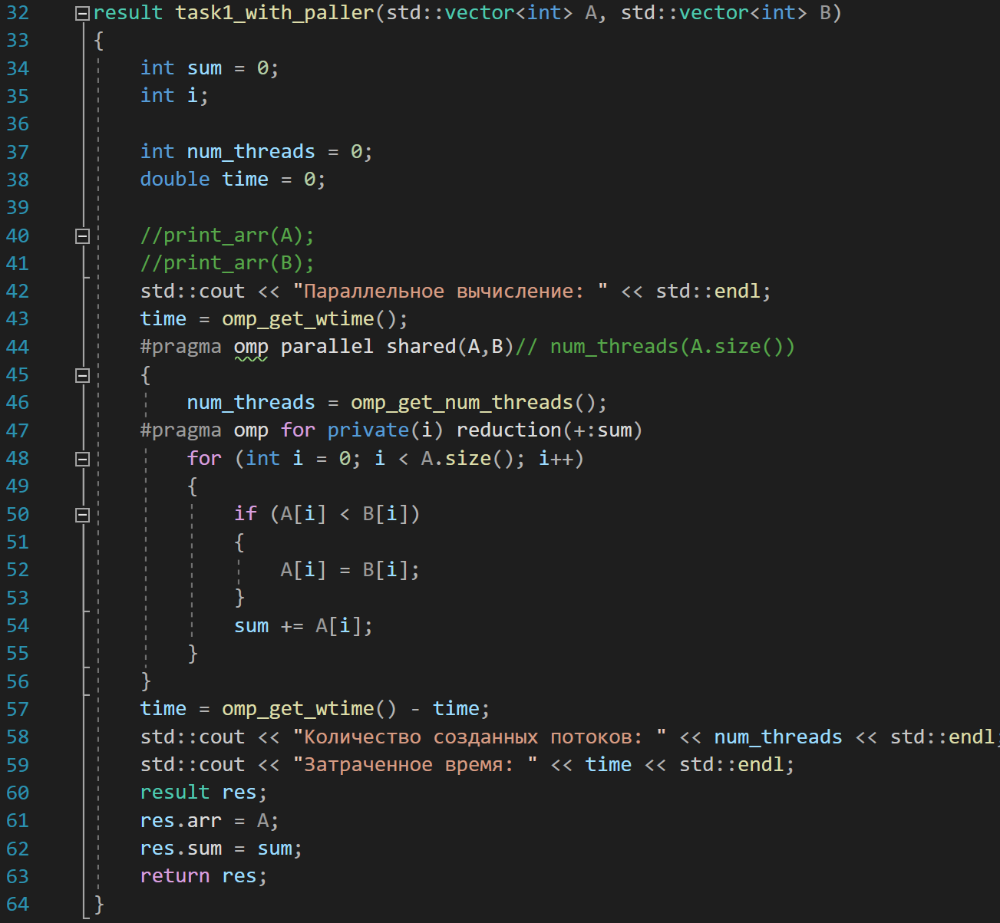 32 result task1_with_paller(std::vector<int> A, std::vector<int> B)
33 {
34 int sum = 0;
35 int i;
36
37 int num_threads = 0;
38 double time = 0;
39
40 //print_arr(A);
41 //print_arr(B);
42 std::cout << "Параллельное вычисление: " << std::endl;
43 time = omp_get_wtime();
44 #pragma omp parallel shared(A,B)// num_threads(A.size())
45 {
46 num_threads = omp_get_num_threads();
47 #pragma omp for private(i) reduction(+:sum)
48 for (int i = 0; i < A.size(); i++)
49 {
50 if (A[i] < B[i])
51 {
52 A[i] = B[i];
53 }
54 sum += A[i];
55 }
56 }
57 time = omp_get_wtime() - time;
58 std::cout << "Количество созданных потоков: " << num_threads << std::endl;
59 std::cout << "Затраченное время: " << time << std::endl;
60 result res;
61 res.arr = A;
62 res.sum = sum;
63 return res;
64 }